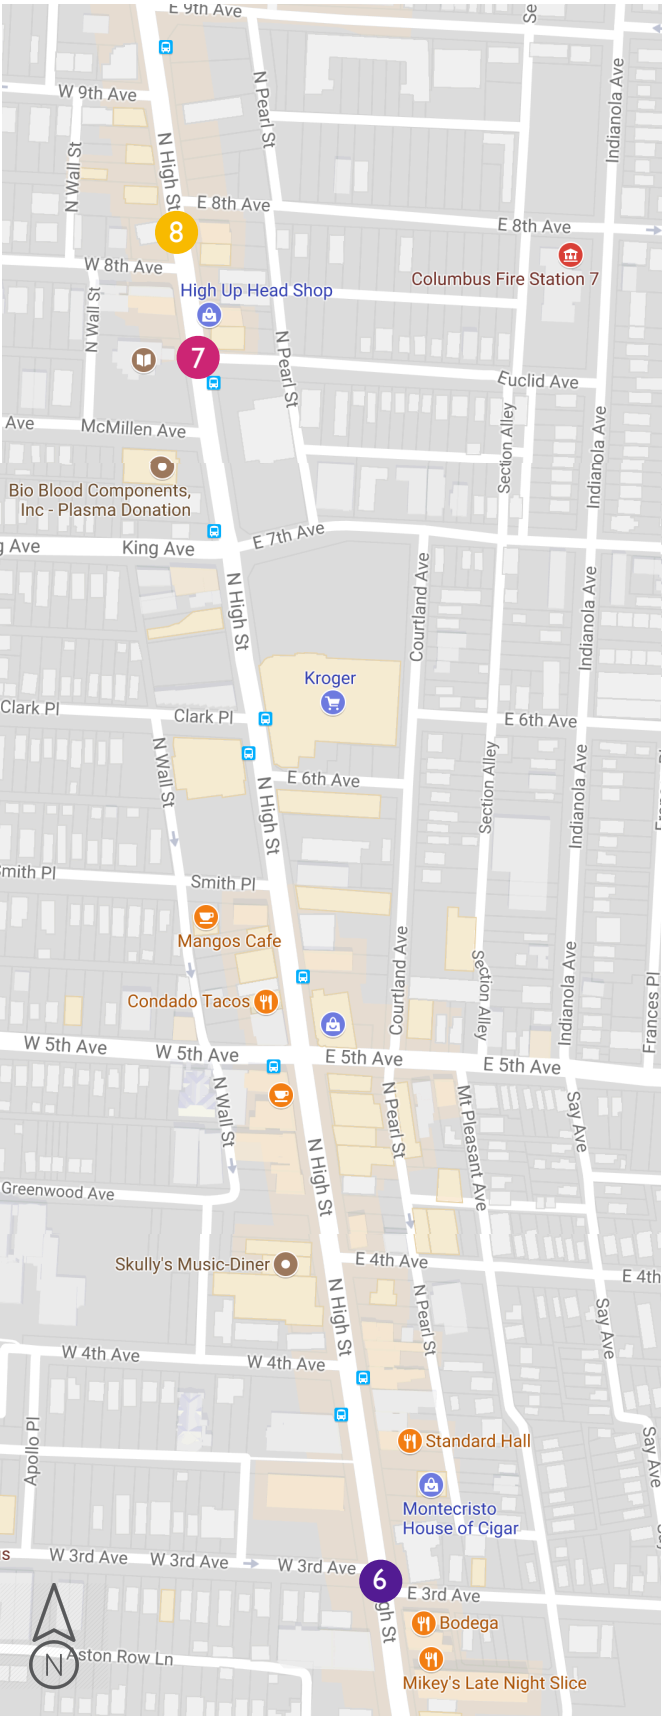 E 9th Ave
Se
W 9th Ave
N Pearl St
Indianola Ave
N Wall St
N High St
E 8th Ave
E 8th Ave
8
W 8th Ave
Columbus Fire Station 7
High Up Head Shop
N Wall St
7
N Pearl St
Euclid Ave
Ave
McMillen Ave
Section Alley
Indianola Ave
Bio Blood Components,
Inc - Plasma Donation
E 7th Ave
g Ave
King Ave
N High St
Courtland Ave
Indianola Ave
Kroger
Clark Pl
Clark Pl
E 6th Ave
N Wall St
E 6th Ave
N High St
Section Alley
Indianola Ave
mith Pl
Smith Pl
Mangos Cafe
Courtland Ave
Section Alley
Indianola Ave
Frances Pl
Condado Tacos
W 5th Ave
W 5th Ave
E 5th Ave
E 5th Ave
N Wall St
N Pearl St
Mt Pleasant Ave
Say Ave
N High St
Greenwood Ave
Skully's Music-Diner
E 4th Ave
E 4th
N High St
N Pearl St
Say Ave
W 4th Ave
W 4th Ave
Apollo Pl
Standard Hall
Say Ave
Montecristo
House of Cigar
s
W 3rd Ave
W 3rd Ave
W 3rd Ave
6
E 3rd Ave
gh St
Bodega
N
Aston Row Ln
Mikey's Late Night Slice